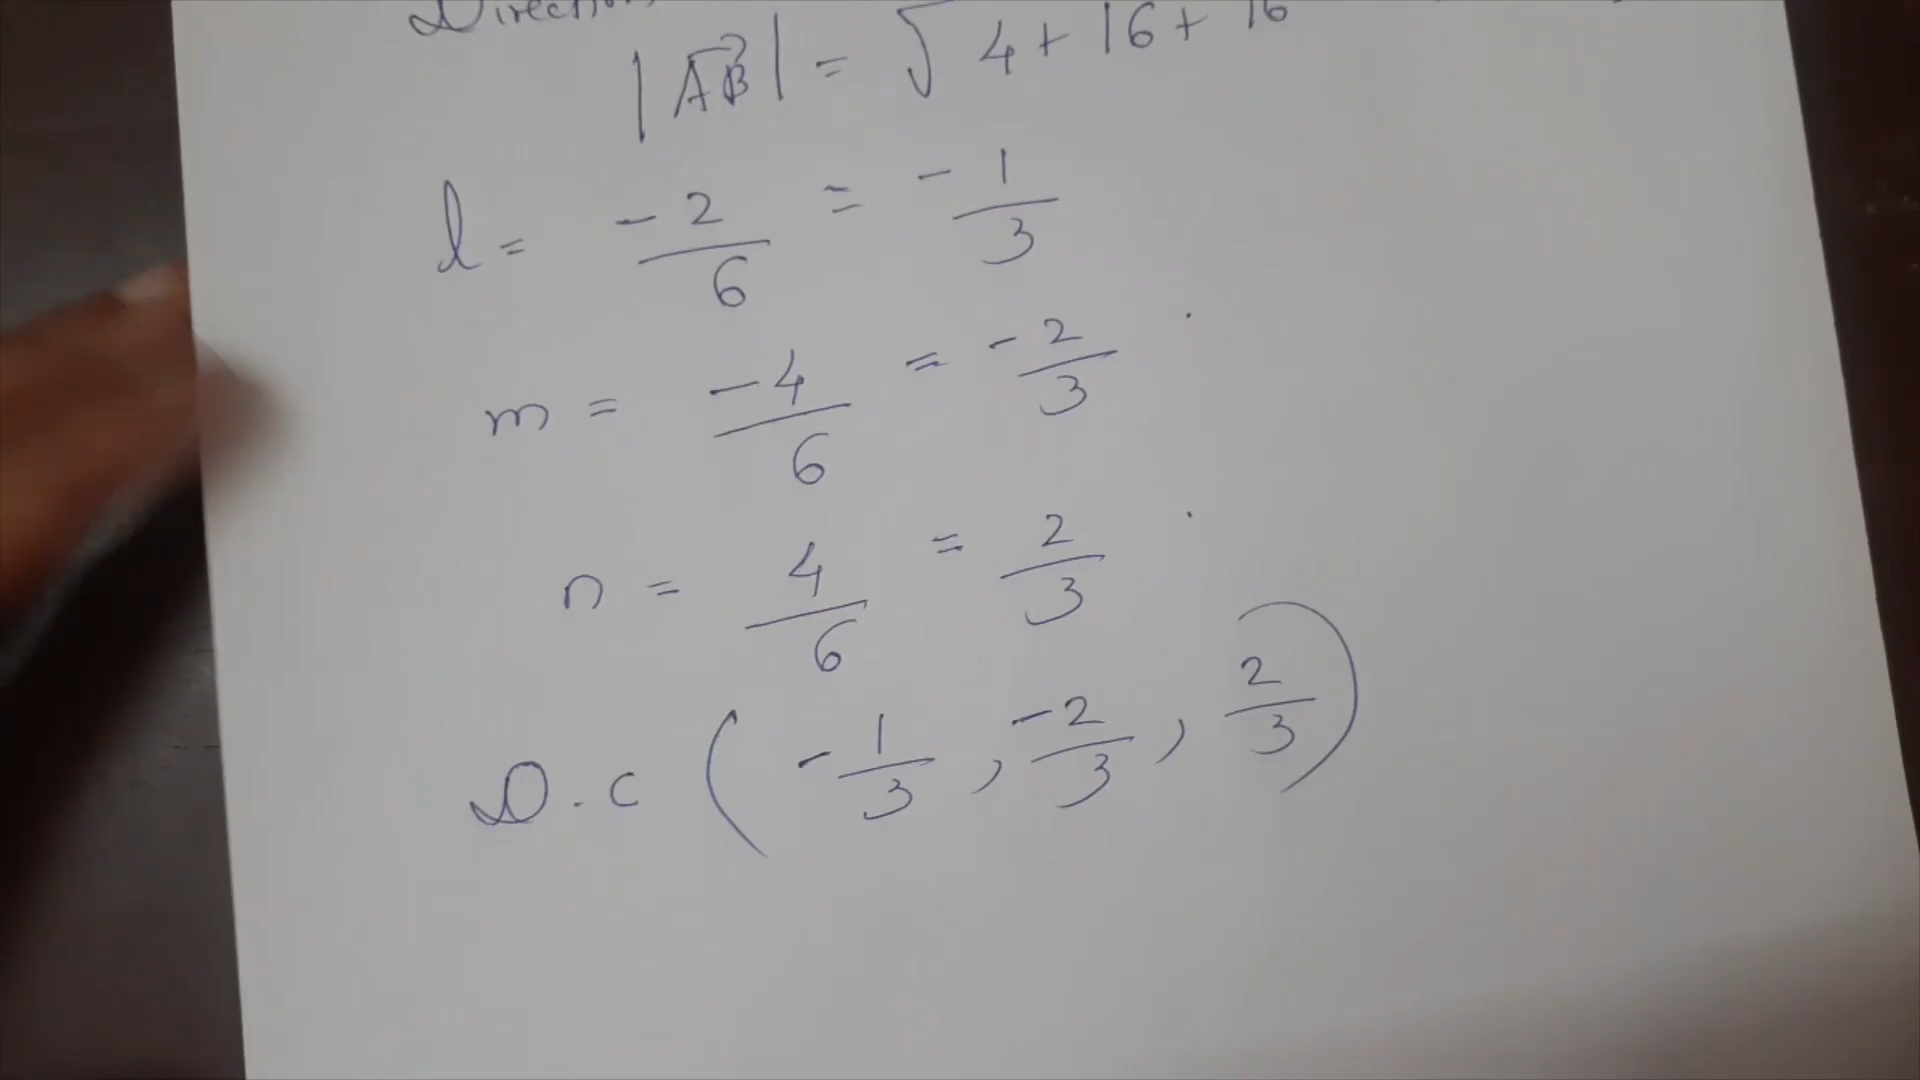 Direction
|AB| = √4+16+16
l = -2/6 = -1/3
m = -4/6 = -2/3
n = 4/6 = 2/3
D.c (-1/3, -2/3, 2/3)